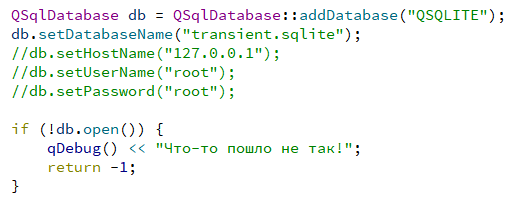 QSqlDatabase db = QSqlDatabase::addDatabase("QSQLITE");
db.setDatabaseName("transient.sqlite");
//db.setHostName("127.0.0.1");
//db.setUserName("root");
//db.setPassword("root");

if (!db.open()) {
    qDebug() << "Что-то пошло не так!";
    return -1;
}